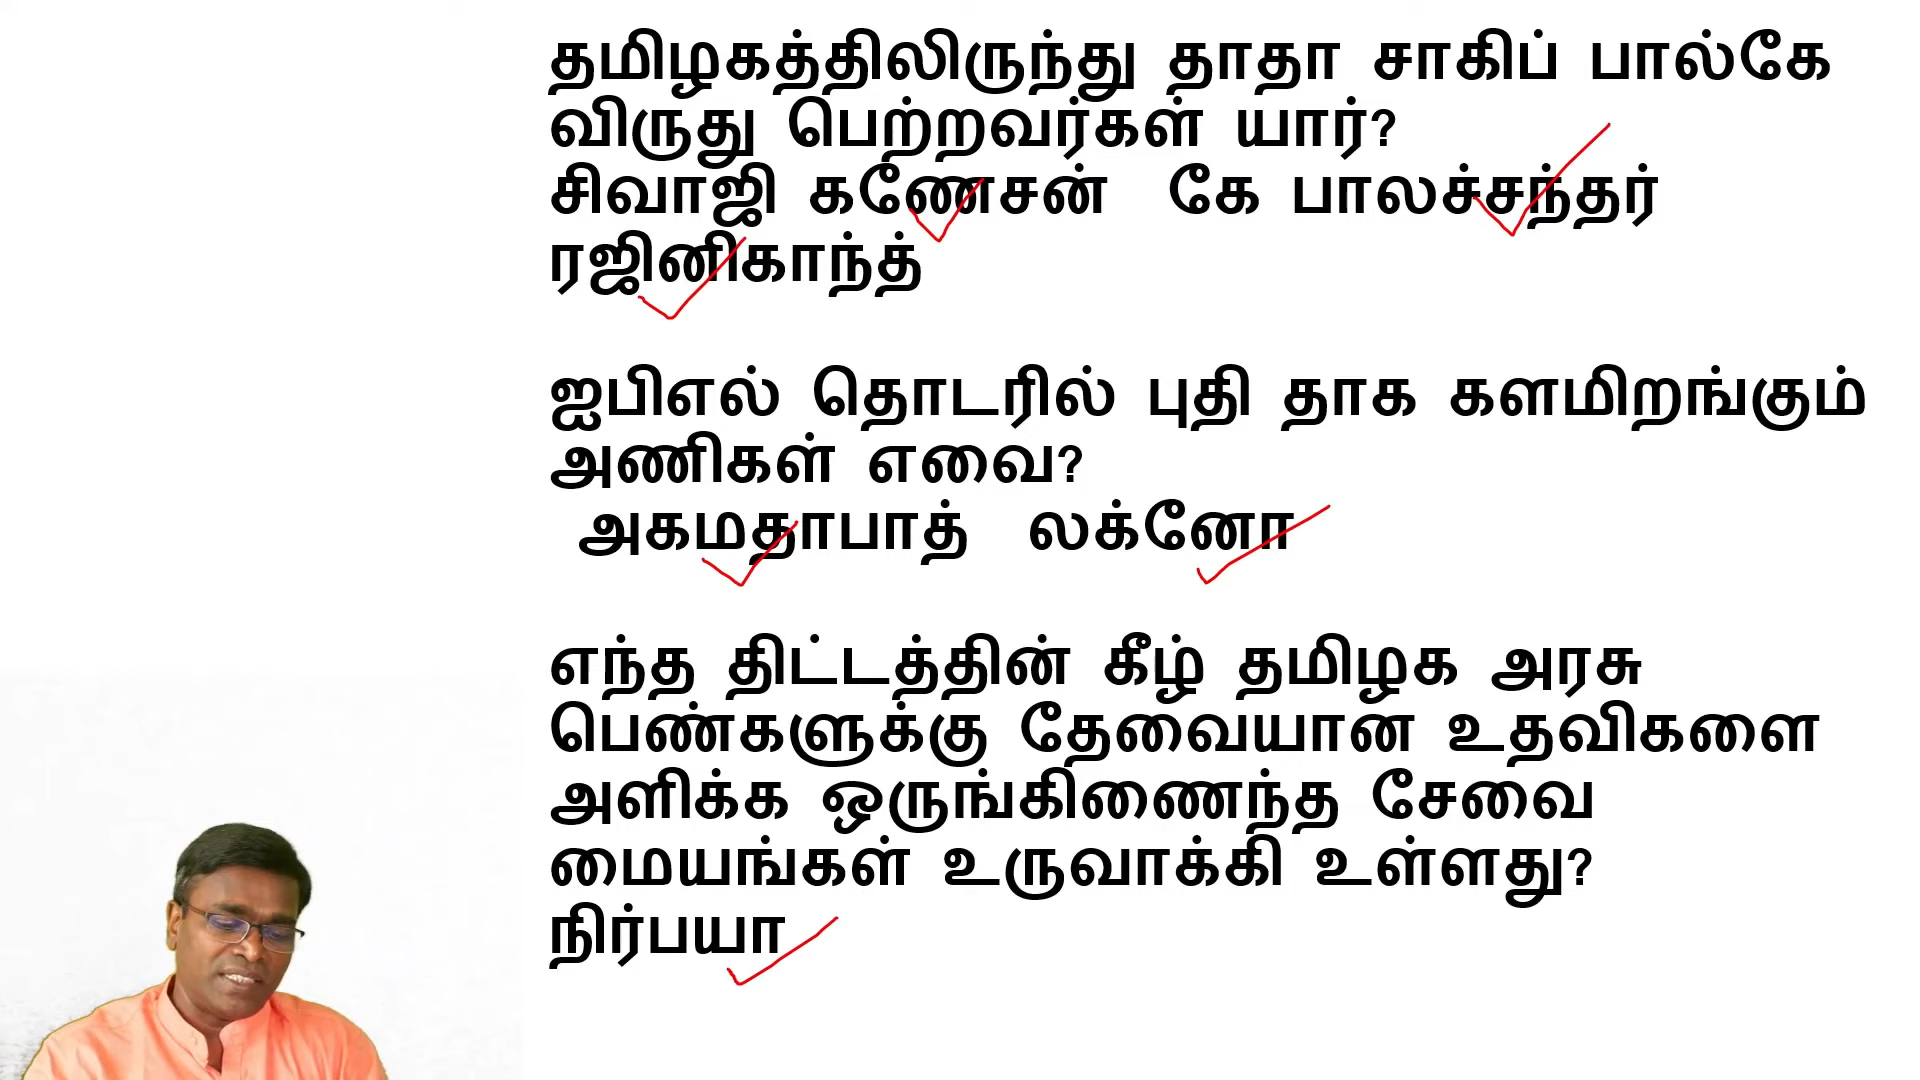 தமிழகத்திலிருந்து தாதா சாகிப் பால்கே
விருது பெற்றவர்கள் யார்?
சிவாஜி கணேசன் கே பாலச்சந்தர்
ரஜினிகாந்த்
ஐபிஎல் தொடரில் புதி தாக களமிறங்கும்
அணிகள் எவை?
அகமதாபாத் லக்னோ
எந்த திட்டத்தின் கீழ் தமிழக அரசு
பெண்களுக்கு தேவையான உதவிகளை
அளிக்க ஒருங்கிணைந்த சேவை
மையங்கள் உருவாக்கி உள்ளது?
நிர்பயா